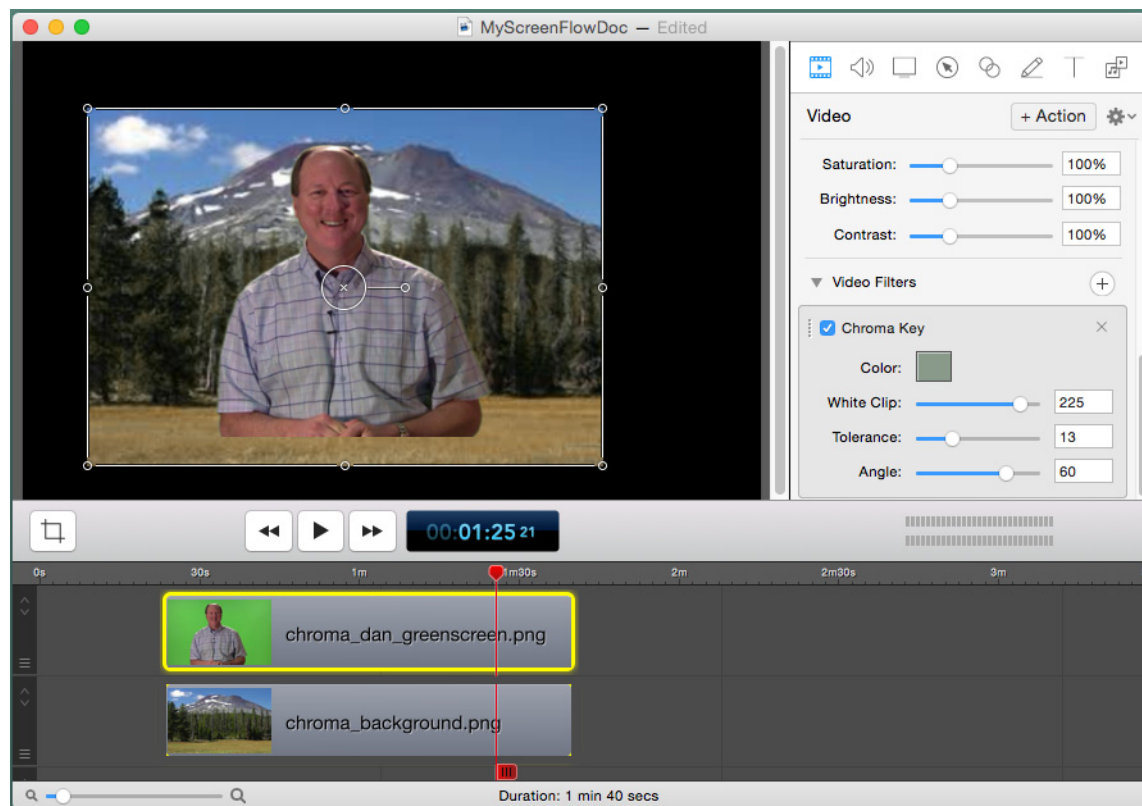 MyScreenFlowDoc — Edited
Video
+ Action
Saturation: 100%
Brightness: 100%
Contrast: 100%
Video Filters
Chroma Key
Color:
White Clip: 225
Tolerance: 13
Angle: 60
00:01:25 21
0s 30s 1m 1m30s 2m 2m30s 3m
chroma_dan_greenscreen.png
chroma_background.png
Duration: 1 min 40 secs